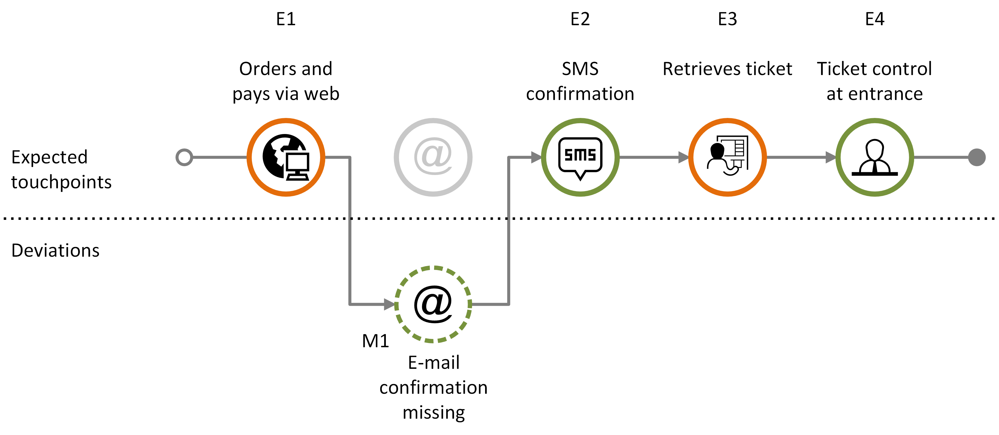 E1
E2
E3
E4
Orders and
pays via web
SMS
confirmation
Retrieves ticket
Ticket control
at entrance
Expected
touchpoints
@
sms
Deviations
@
M1
E-mail
confirmation
missing